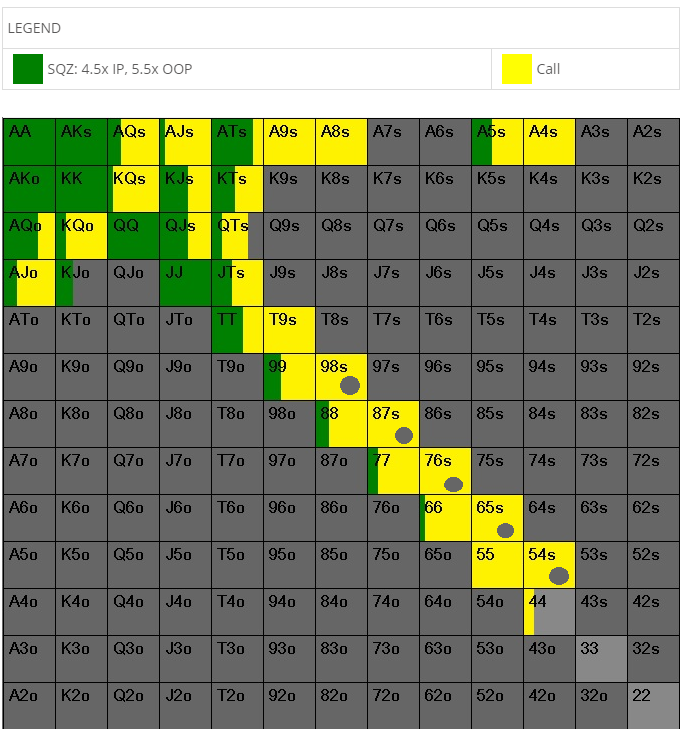 LEGEND
SQZ: 4.5x IP, 5.5x OOP Call
AA AKs AQs AJs ATs A9s A8s A7s A6s A5s A4s A3s A2s
AKo KK KQs KJs KTs K9s K8s K7s K6s K5s K4s K3s K2s
AQo KQo QQ QJs QTs Q9s Q8s Q7s Q6s Q5s Q4s Q3s Q2s
AJo KJo QJo JJ JTs J9s J8s J7s J6s J5s J4s J3s J2s
ATo KTo QTo JTo TT T9s T8s T7s T6s T5s T4s T3s T2s
A9o K9o Q9o J9o T9o 99 98s 97s 96s 95s 94s 93s 92s
A8o K8o Q8o J8o T8o 98o 88 87s 86s 85s 84s 83s 82s
A7o K7o Q7o J7o T7o 97o 87o 77 76s 75s 74s 73s 72s
A6o K6o Q6o J6o T6o 96o 86o 76o 66 65s 64s 63s 62s
A5o K5o Q5o J5o T5o 95o 85o 75o 65o 55 54s 53s 52s
A4o K4o Q4o J4o T4o 94o 84o 74o 64o 54o 44 43s 42s
A3o K3o Q3o J3o T3o 93o 83o 73o 63o 53o 43o 33 32s
A2o K2o Q2o J2o T2o 92o 82o 72o 62o 52o 42o 32o 22